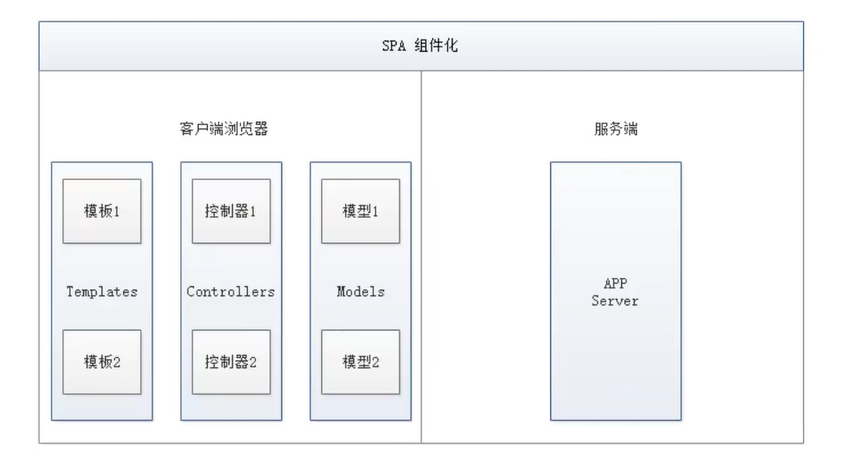 SPA 组件化
客户端浏览器
服务端
模板1
控制器1
模型1
Templates
Controllers
Models
APP
Server
模板2
控制器2
模型2